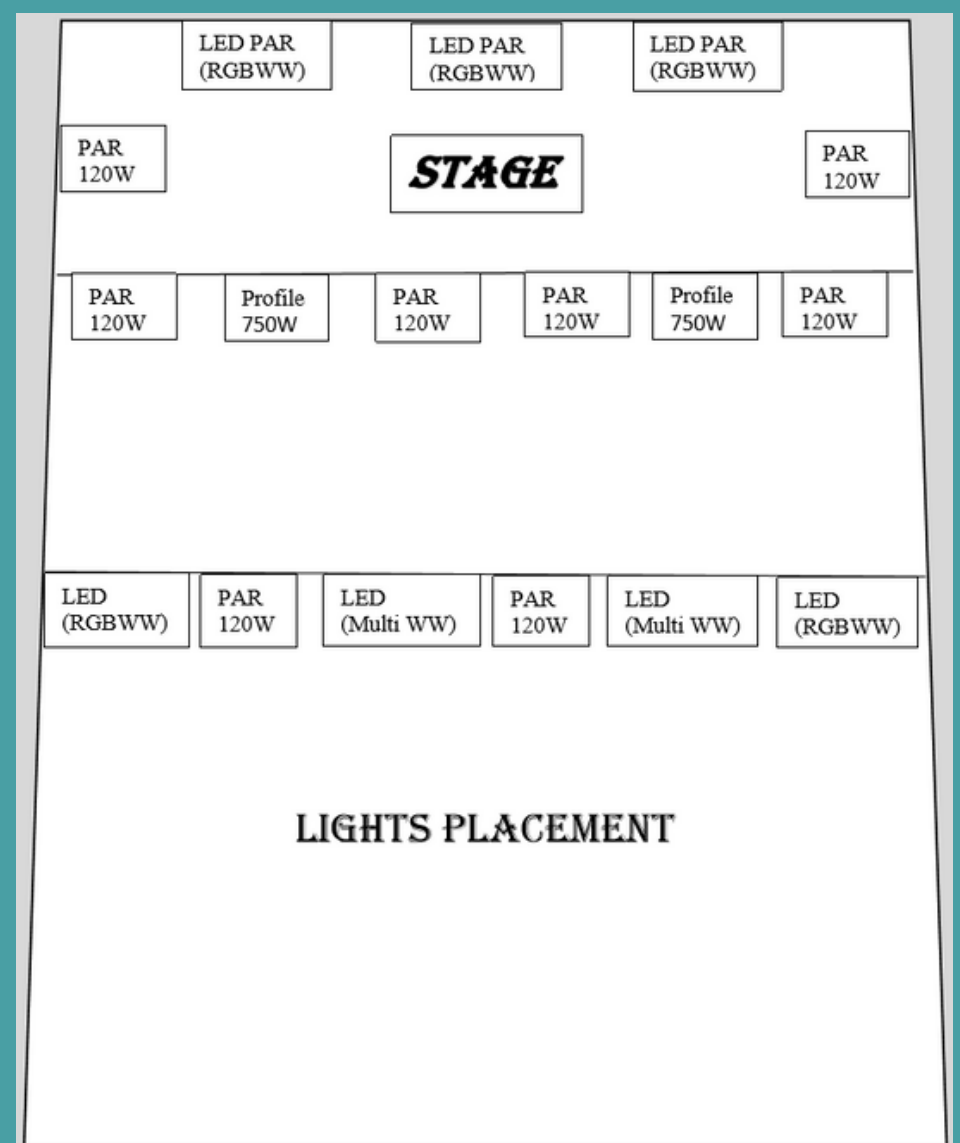 LED PAR
(RGBWW)
LED PAR
(RGBWW)
LED PAR
(RGBWW)
PAR
120W
STAGE
PAR
120W
PAR
120W
Profile
750W
PAR
120W
PAR
120W
Profile
750W
PAR
120W
LED
(RGBWW)
PAR
120W
LED
(Multi WW)
PAR
120W
LED
(Multi WW)
LED
(RGBWW)
LIGHTS PLACEMENT